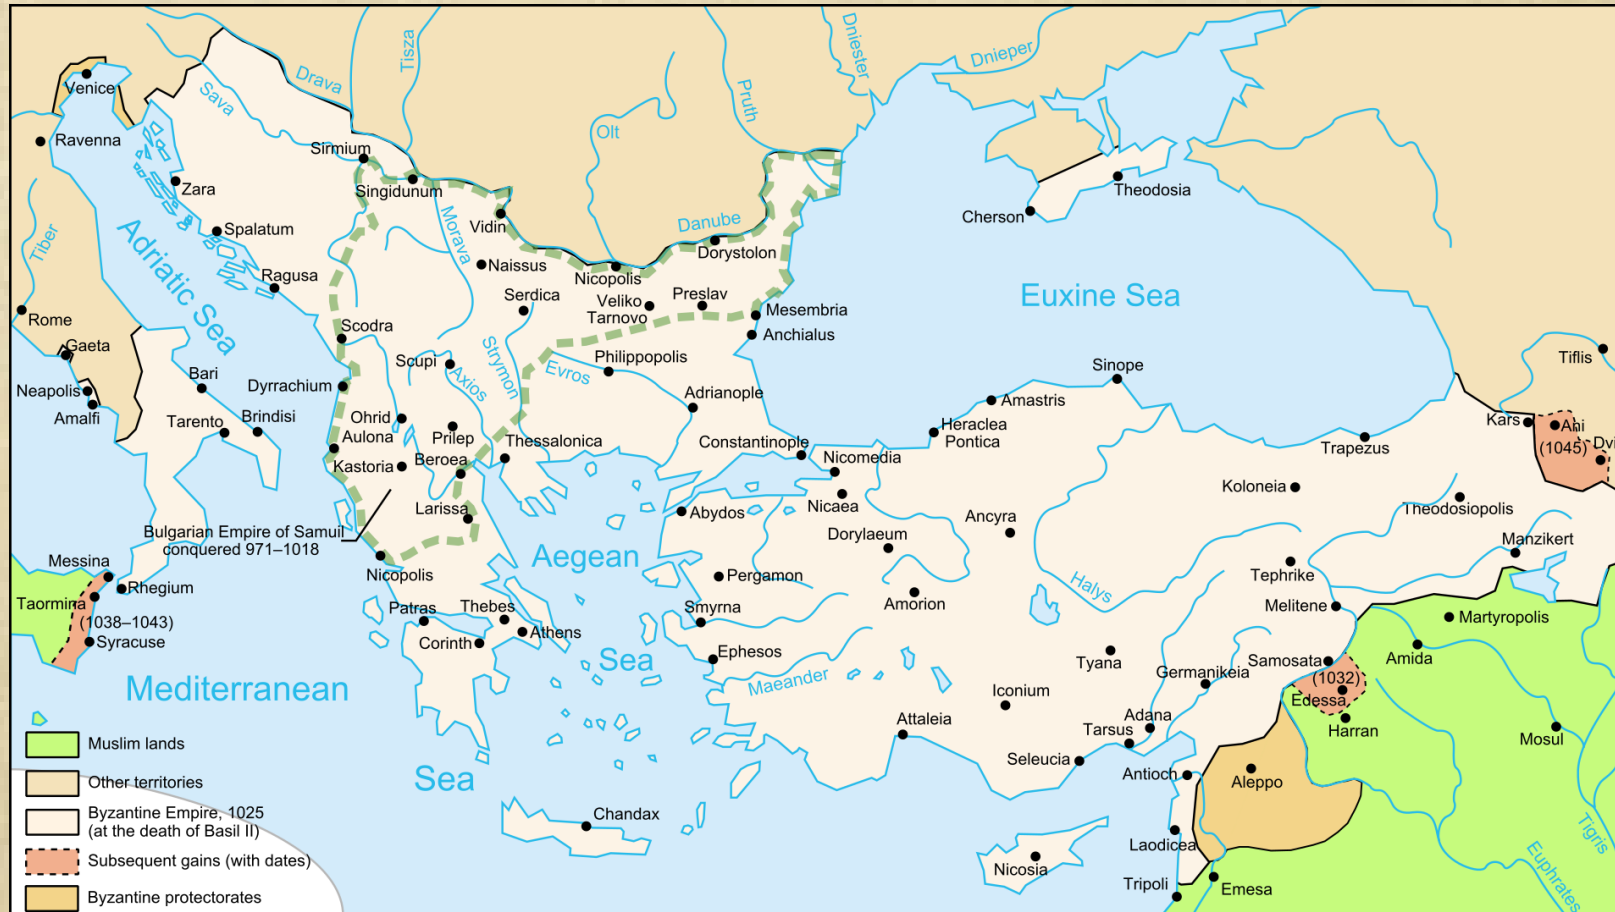 Venice
Ravenna
Zara
Spalatum
Ragusa
Tiber
Adriatic Sea
Rome
Gaeta
Neapolis
Amalfi
Bari
Tarento
Brindisi
Sava
Drava
Tisza
Olt
Pruth
Dniester
Dnieper
Sirmium
Singidunum
Morava
Vidin
Danube
Dorystolon
Naissus
Nicopolis
Serdica
Veliko
Tarnovo
Preslav
Mesembria
Anchialus
Scodra
Scupi
Axios
Strymon
Evros
Philippopolis
Adrianople
Dyrrachium
Ohrid
Aulona
Prilep
Kastoria
Beroea
Thessalonica
Constantinople
Larissa
Bulgarian Empire of Samuil
conquered 971–1018
Nicopolis
Cherson
Theodosia
Euxine Sea
Sinope
Amastris
Heraclea
Pontica
Nicomedia
Nicaea
Trapezus
Tiflis
Kars
Ani
(1045)
Dvi
Koloneia
Theodosiopolis
Manzikert
Abydos
Dorylaeum
Ancyra
Aegean
Sea
Pergamon
Amorion
Halys
Tephrike
Melitene
Martyropolis
Amida
Messina
Rhegium
Taormina
(1038–1043)
Syracuse
Patras
Thebes
Athens
Corinth
Smyrna
Ephesos
Maeander
Tyana
Iconium
Germanikeia
Samosata
(1032)
Edessa
Harran
Mosul
Attaleia
Adana
Tarsus
Seleucia
Antioch
Aleppo
Laodicea
Tripoli
Emesa
Tigris
Euphrates
Nicosia
Chandax
Mediterranean
Sea
Muslim lands
Other territories
Byzantine Empire, 1025
(at the death of Basil II)
Subsequent gains (with dates)
Byzantine protectorates